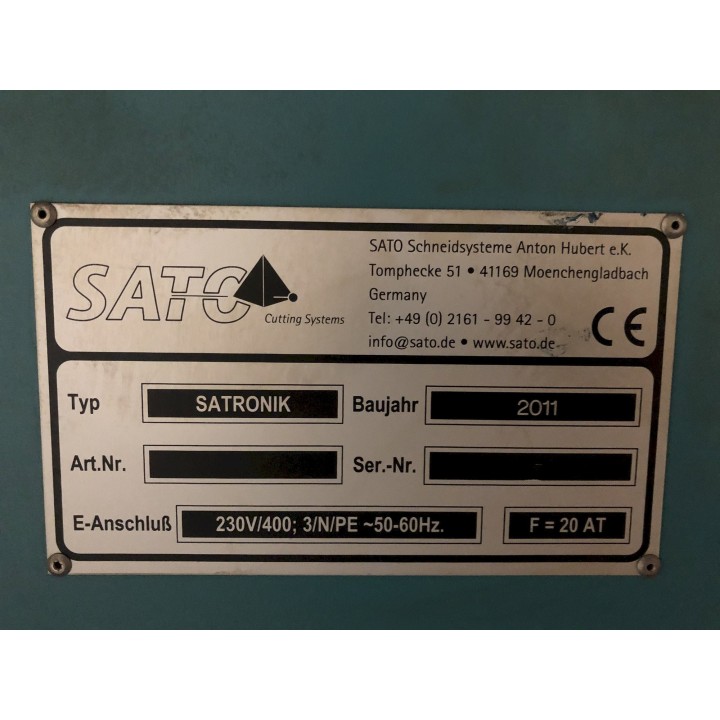 SATO
Cutting Systems
SATO Schneidsysteme Anton Hubert e.K.
Tomphecke 51 • 41169 Moenchengladbach
Germany
Tel: +49 (0) 2161 - 99 42 - 0
info@sato.de • www.sato.de
CE
Typ SATRONIK Baujahr 2011
Art.Nr. Ser.-Nr.
E-Anschluß 230V/400; 3/N/PE ~50-60Hz. F = 20 AT